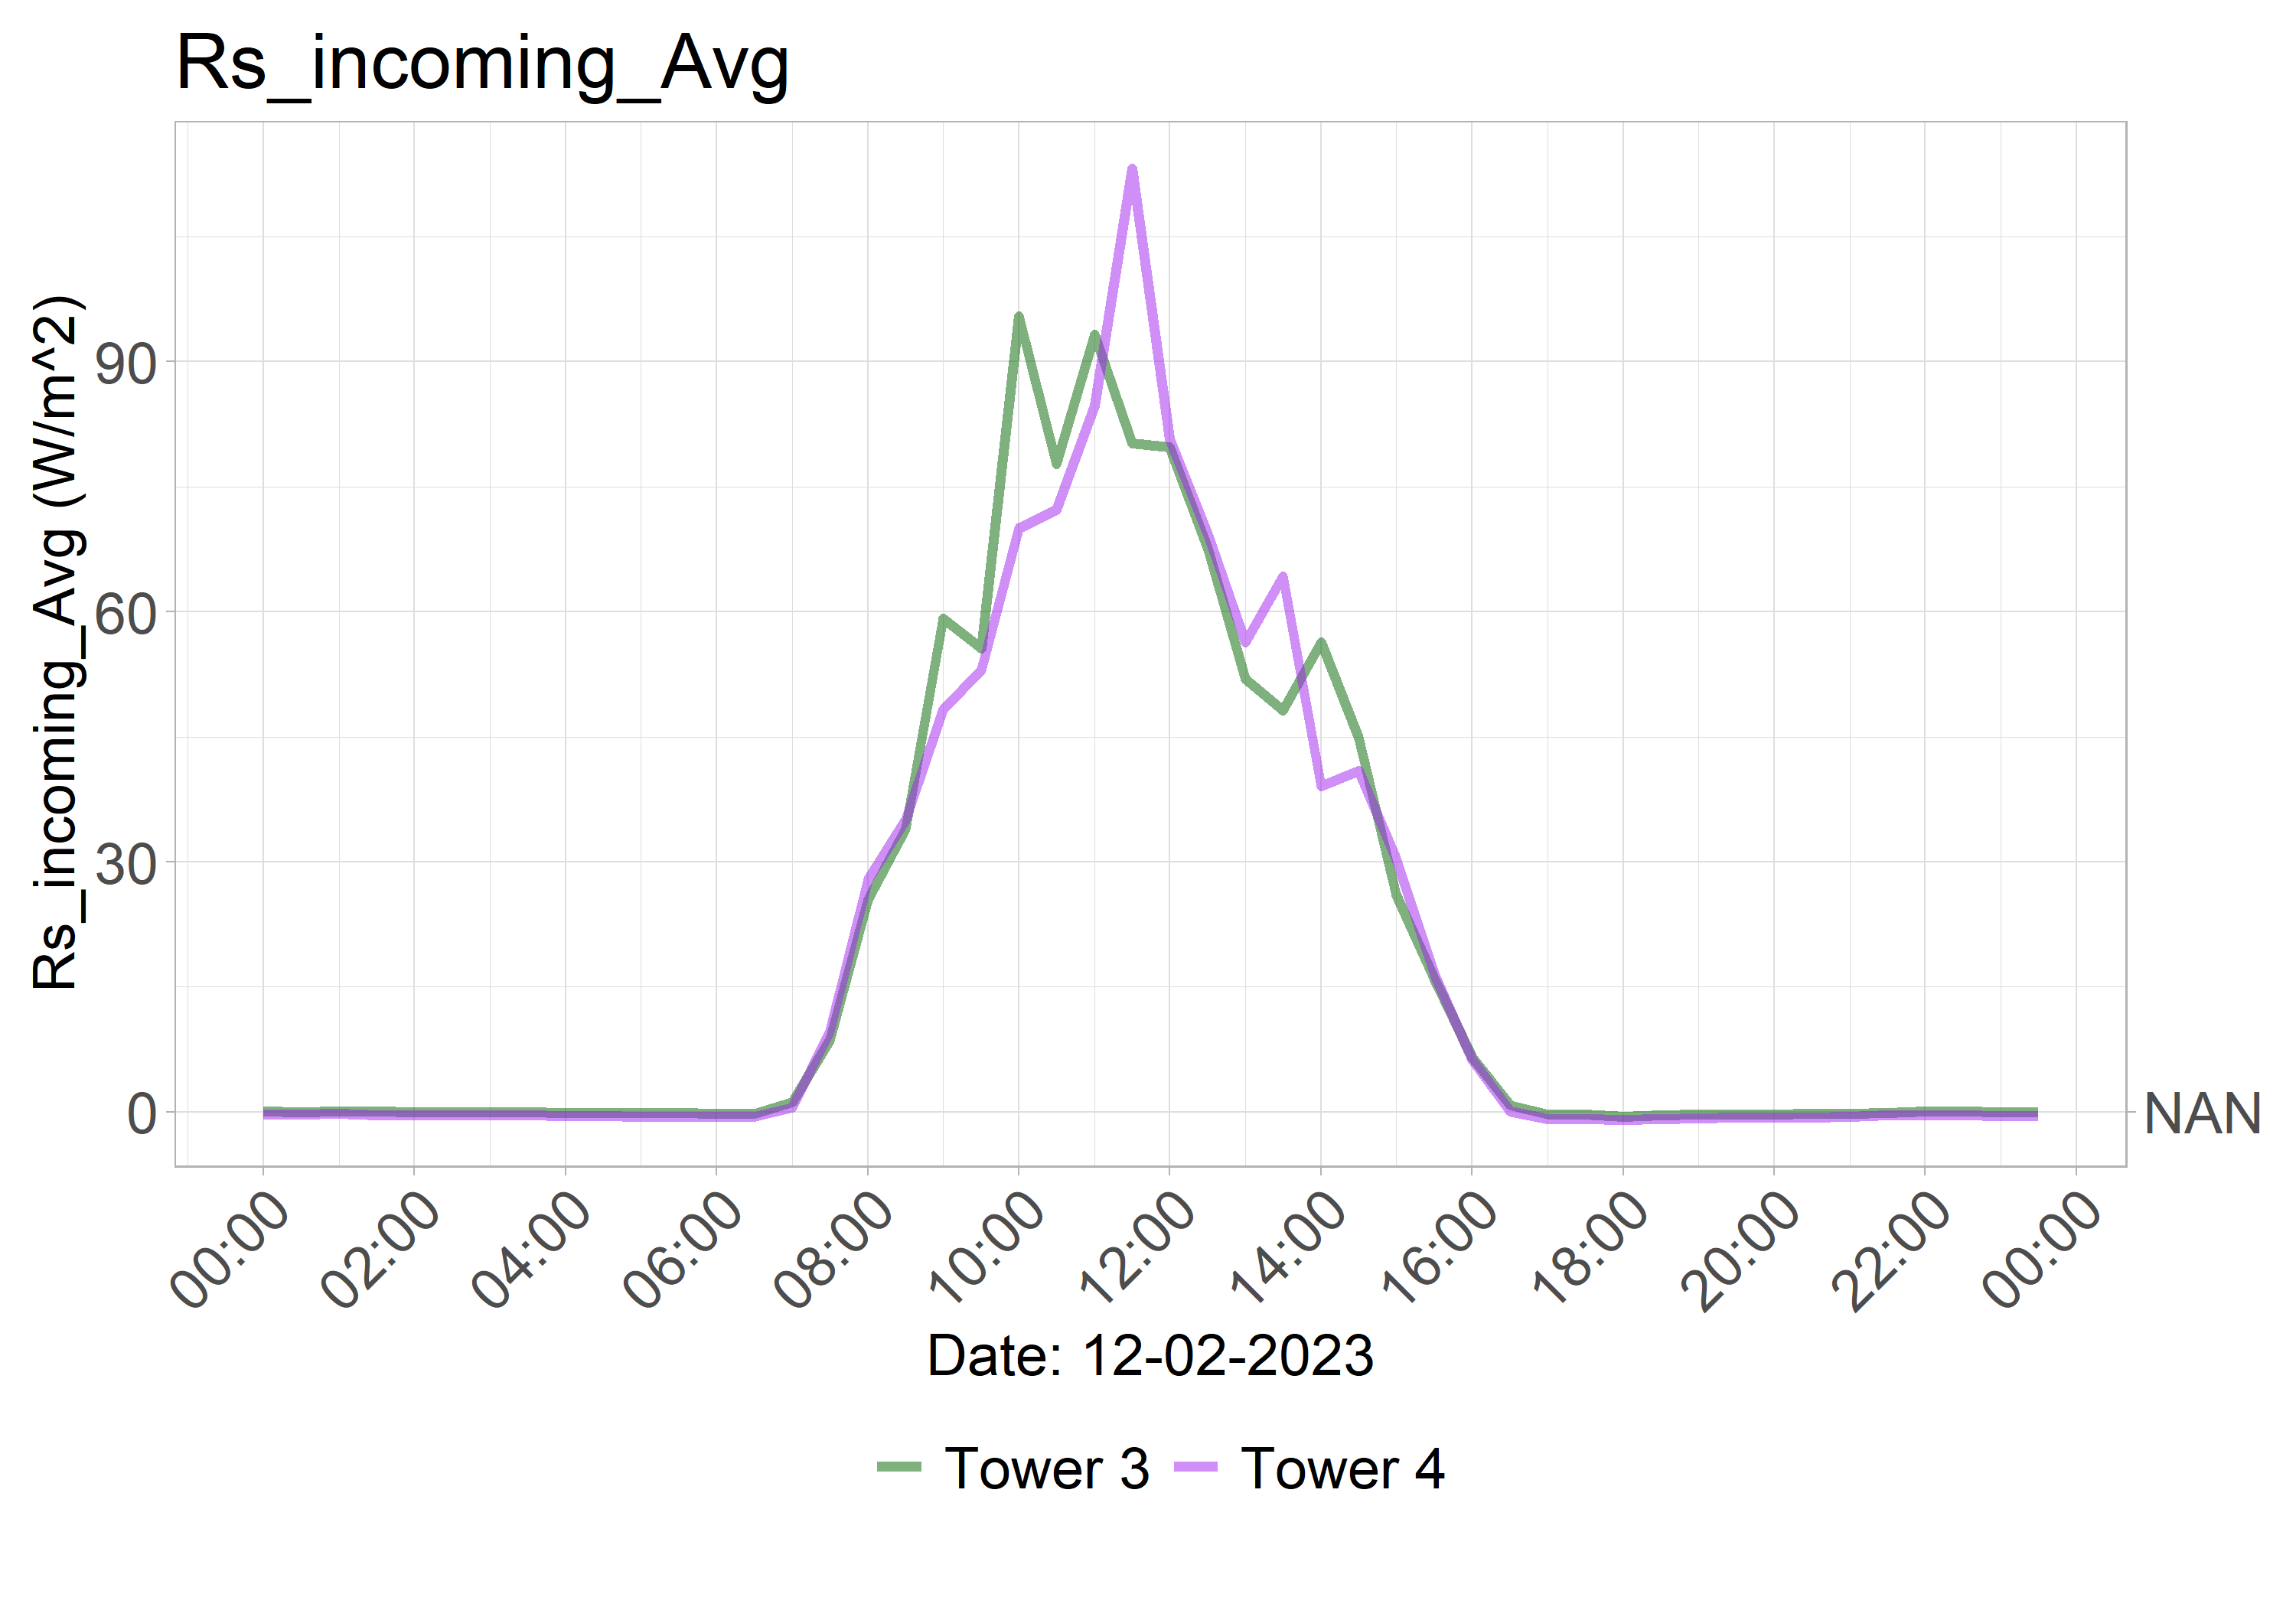 Rs_incoming_Avg
Rs_incoming_Avg (W/m^2)
90
60
30
0
NAN
00:00 02:00 04:00 06:00 08:00 10:00 12:00 14:00 16:00 18:00 20:00 22:00 00:00
Date: 12-02-2023
Tower 3 Tower 4